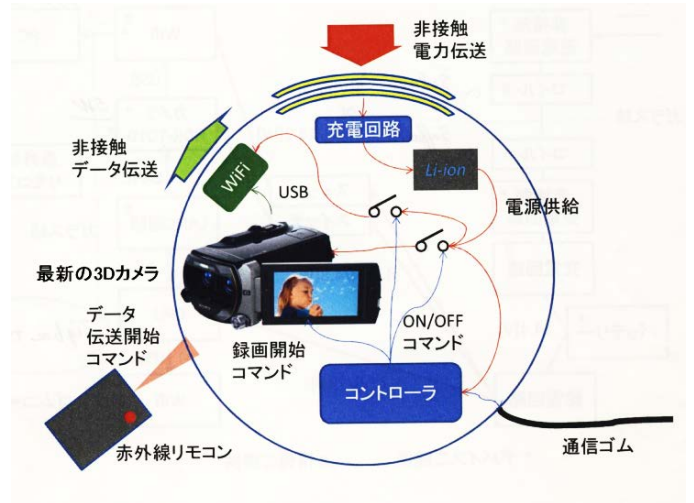 非接触
電力伝送
充電回路
非接触
データ伝送
WiFi
Li-ion
USB
電源供給
最新の3Dカメラ
データ
伝送開始
コマンド
録画開始
コマンド
ON/OFF
コマンド
コントローラ
赤外線リモコン
通信ゴム